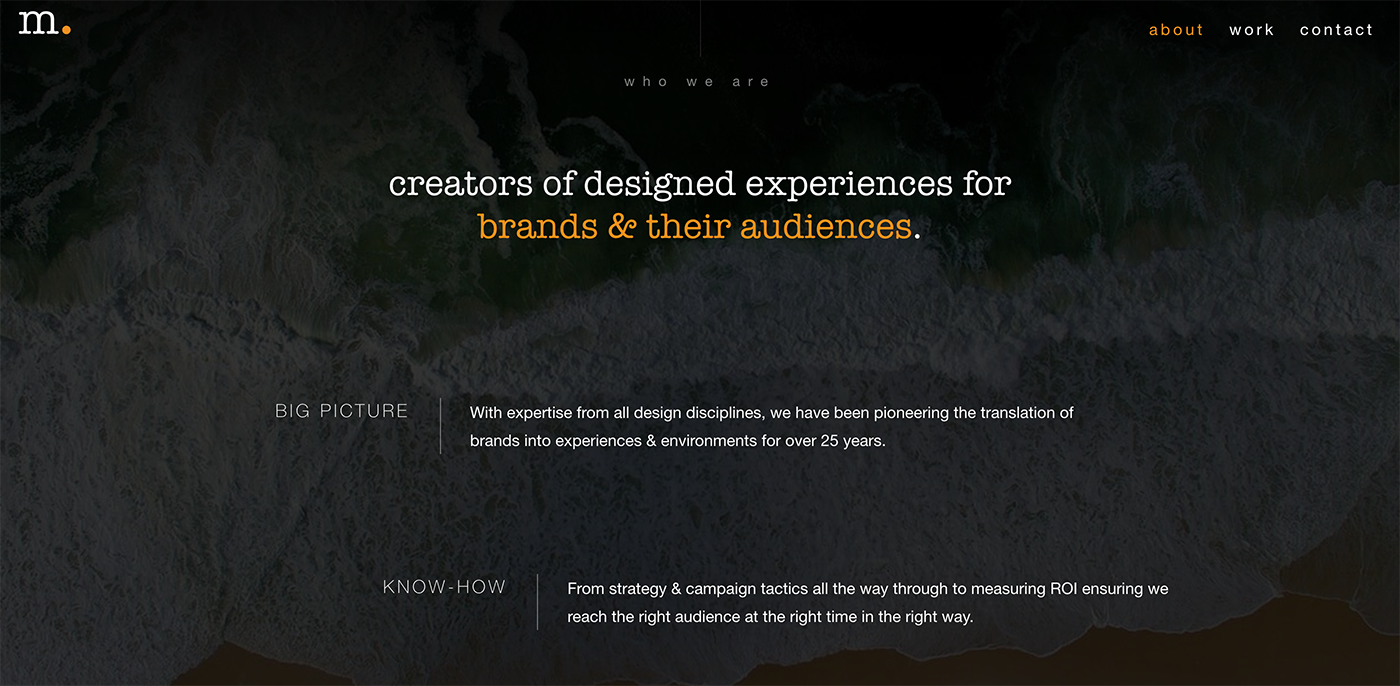 m.
about work contact
who we are
creators of designed experiences for
brands & their audiences.
BIG PICTURE
With expertise from all design disciplines, we have been pioneering the translation of
brands into experiences & environments for over 25 years.
KNOW-HOW
From strategy & campaign tactics all the way through to measuring ROI ensuring we
reach the right audience at the right time in the right way.